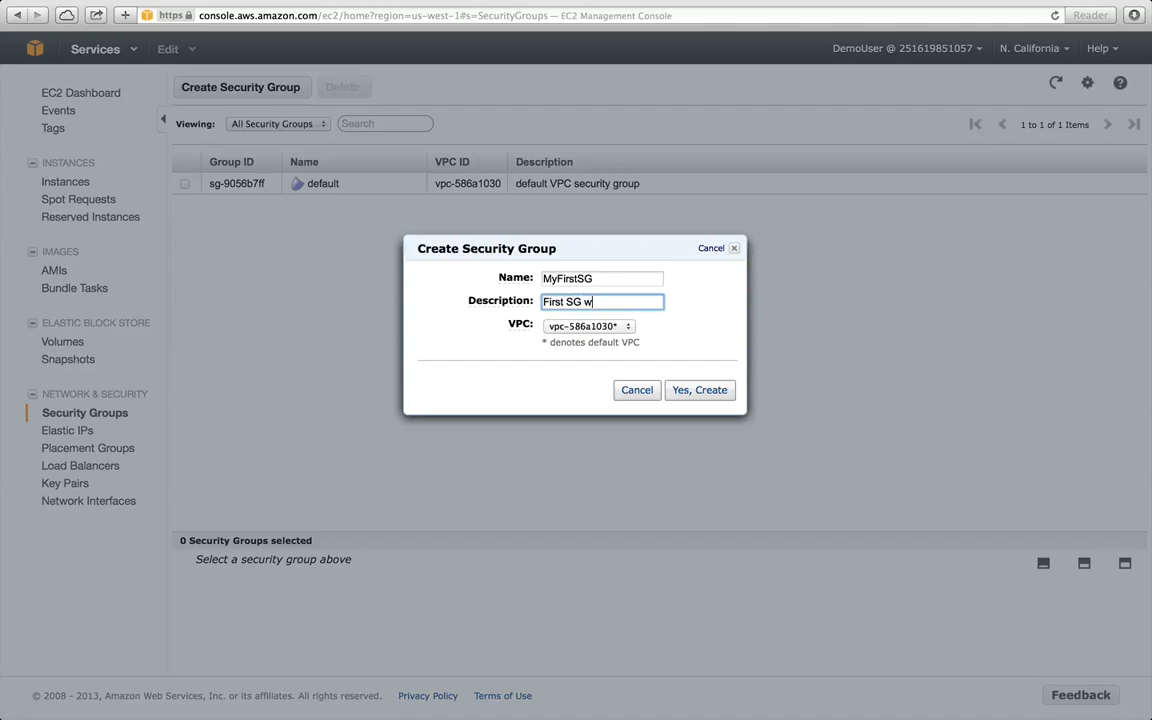 https console.aws.amazon.com/ec2/home?region=us-west-1#s=SecurityGroups — EC2 Management Console Reader
Services Edit DemoUser @ 251619851057 N. California Help
EC2 Dashboard
Events
Tags
INSTANCES
Instances
Spot Requests
Reserved Instances
IMAGES
AMIs
Bundle Tasks
ELASTIC BLOCK STORE
Volumes
Snapshots
NETWORK & SECURITY
Security Groups
Elastic IPs
Placement Groups
Load Balancers
Key Pairs
Network Interfaces
Create Security Group Delete
Viewing: All Security Groups Search 1 to 1 of 1 Items
Group ID Name VPC ID Description
sg-9056b7ff default vpc-586a1030 default VPC security group
Create Security Group Cancel
Name: MyFirstSG
Description: First SG w
VPC: vpc-586a1030*
* denotes default VPC
Cancel Yes, Create
0 Security Groups selected
Select a security group above
© 2008 - 2013, Amazon Web Services, Inc. or its affiliates. All rights reserved. Privacy Policy Terms of Use Feedback